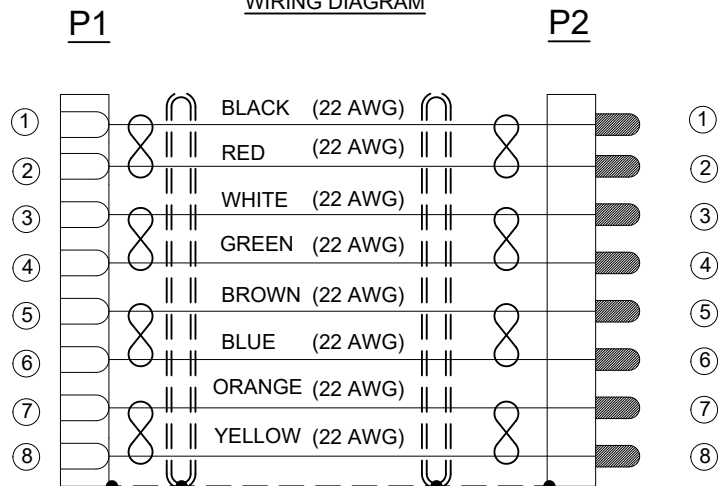 WIRING DIAGRAM
P1 P2
1 BLACK (22 AWG) 1
2 RED (22 AWG) 2
3 WHITE (22 AWG) 3
4 GREEN (22 AWG) 4
5 BROWN (22 AWG) 5
6 BLUE (22 AWG) 6
7 ORANGE (22 AWG) 7
8 YELLOW (22 AWG) 8